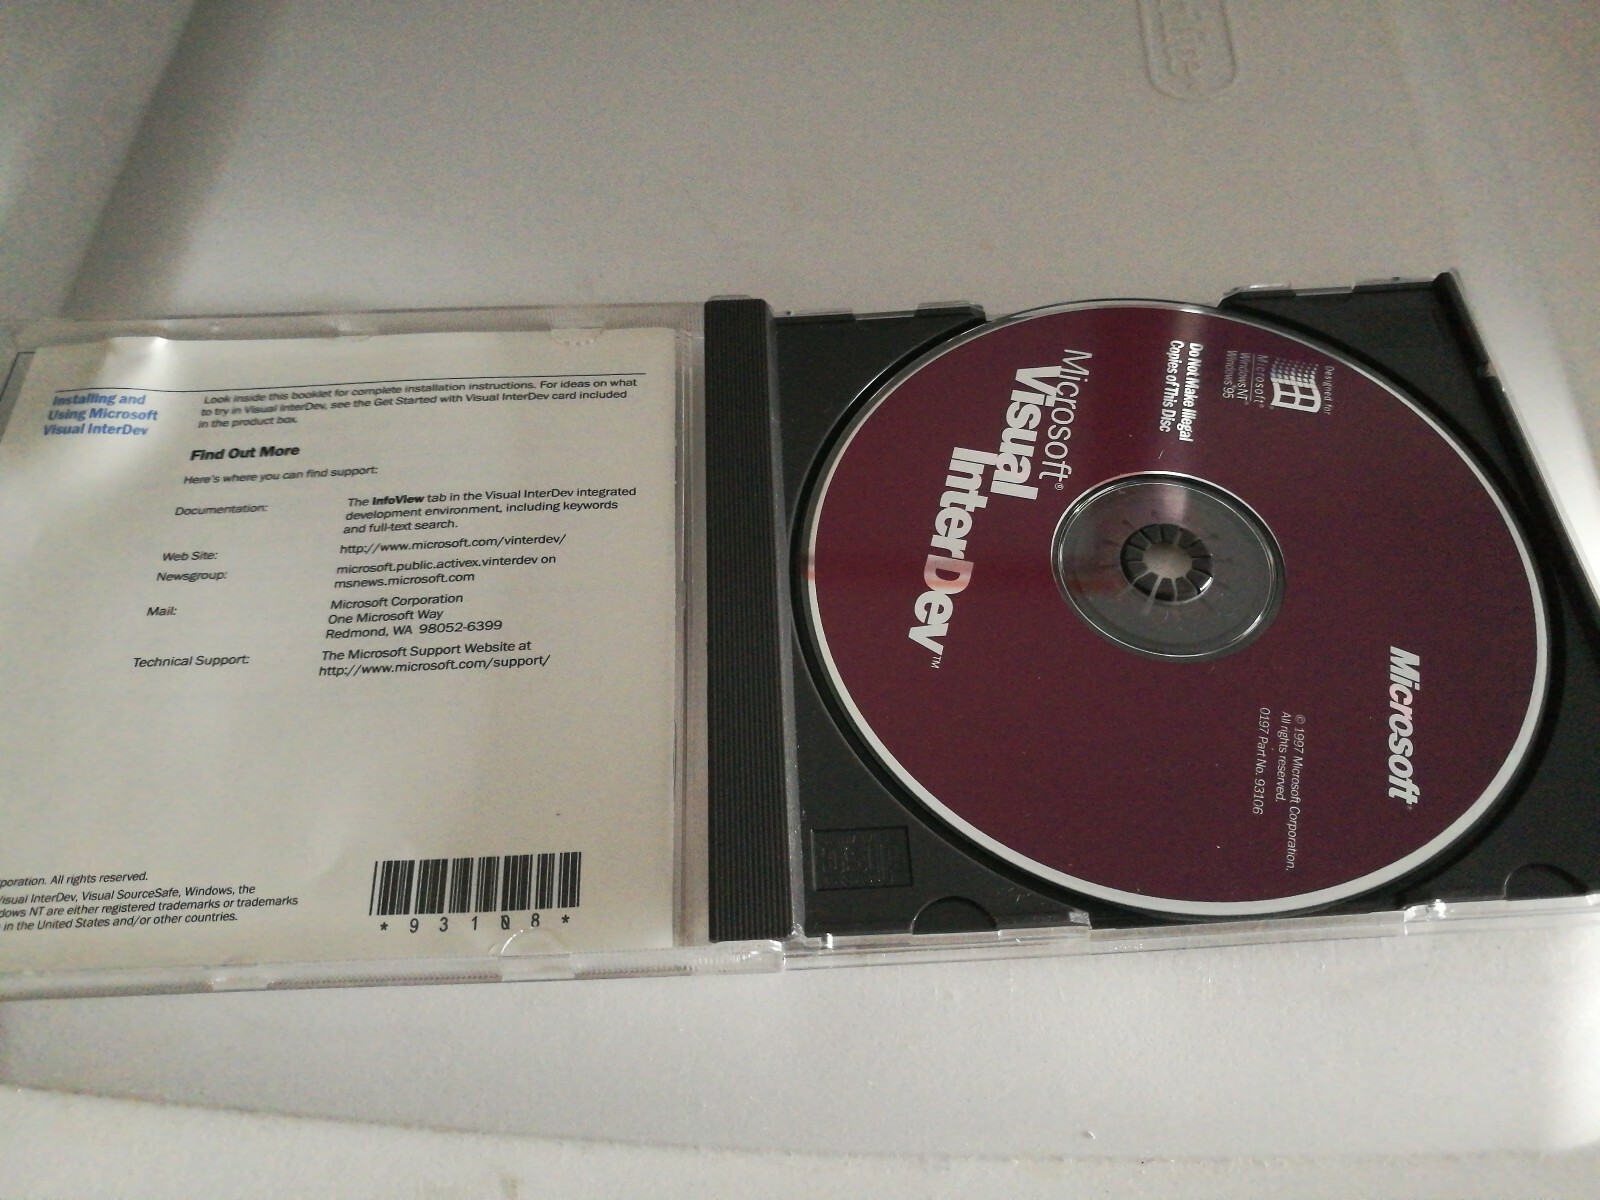 Installing and
Using Microsoft
Visual InterDev
Look inside this booklet for complete installation instructions. For ideas on what
to try in Visual InterDev, see the Get Started with Visual InterDev card included
in the product box.
Find Out More
Here's where you can find support:
Documentation:
The InfoView tab in the Visual InterDev integrated
development environment, including keywords
and full-text search.
Web Site:
http://www.microsoft.com/vinterdev/
Newsgroup:
microsoft.public.activex.vinterdev on
msnews.microsoft.com
Mail:
Microsoft Corporation
One Microsoft Way
Redmond, WA 98052-6399
Technical Support:
The Microsoft Support Website at
http://www.microsoft.com/support/
poration. All rights reserved.
Visual InterDev, Visual SourceSafe, Windows, the
dows NT are either registered trademarks or trademarks
in the United States and/or other countries.
*93108*
Microsoft®
Visual
InterDev™
Do Not Make Illegal
Copies of This Disc
Designed for
Microsoft®
Windows NT®
Windows®95
Microsoft®
© 1997 Microsoft Corporation.
All rights reserved.
0197 Part No. 93106